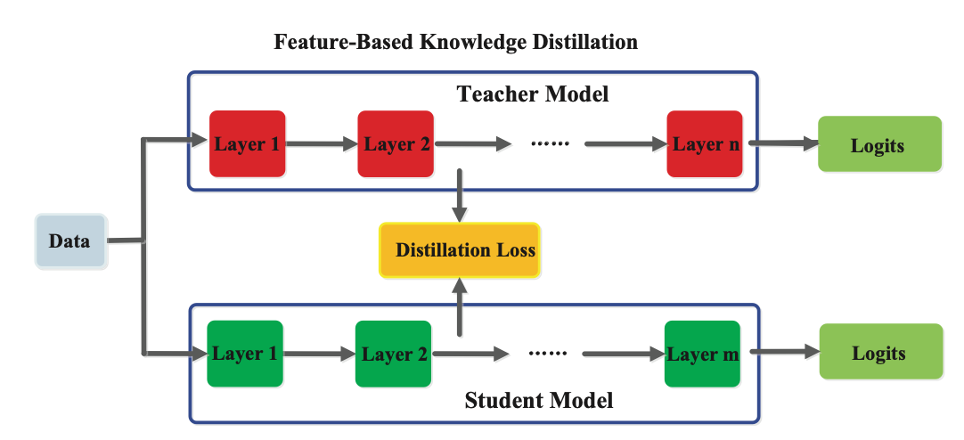 Feature-Based Knowledge Distillation
Teacher Model
Layer 1
Layer 2
······
Layer n
Logits
Data
Distillation Loss
Layer 1
Layer 2
······
Layer m
Logits
Student Model